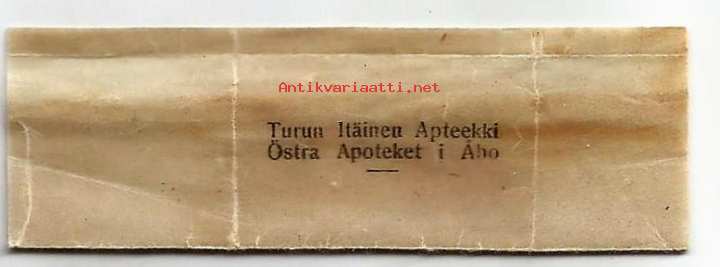 Antikvariaatti.net
Turun Itäinen Apteekki
Östra Apoteket i Åbo